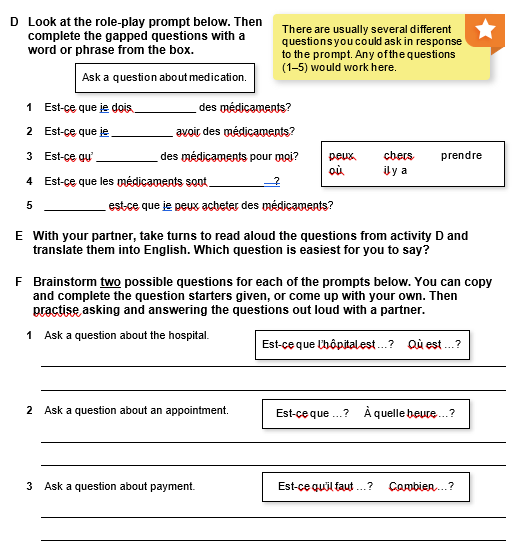 D Look at the role-play prompt below. Then
complete the gapped questions with a
word or phrase from the box.
There are usually several different
questions you could ask in response
to the prompt. Any of the questions
(1–5) would work here.
Ask a question about medication.
1 Est-ce que je dois __________ des médicaments?
2 Est-ce que je __________ avoir des médicaments?
3 Est-ce qu’ __________ des médicaments pour moi?
4 Est-ce que les médicaments sont __________?
5 __________ est-ce que je peux acheter des médicaments?
peux chers prendre
où il y a
E With your partner, take turns to read aloud the questions from activity D and
translate them into English. Which question is easiest for you to say?
F Brainstorm two possible questions for each of the prompts below. You can copy
and complete the question starters given, or come up with your own. Then
practise asking and answering the questions out loud with a partner.
1 Ask a question about the hospital.
Est-ce que l’hôpital est …? Où est …?
2 Ask a question about an appointment.
Est-ce que …? À quelle heure …?
3 Ask a question about payment.
Est-ce qu’il faut …? Combien …?